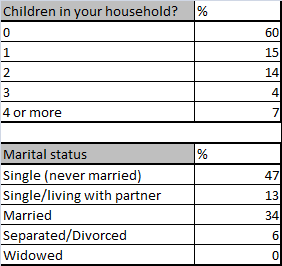 Children in your household? %
0 60
1 15
2 14
3 4
4 or more 7
Marital status %
Single (never married) 47
Single/living with partner 13
Married 34
Separated/Divorced 6
Widowed 0